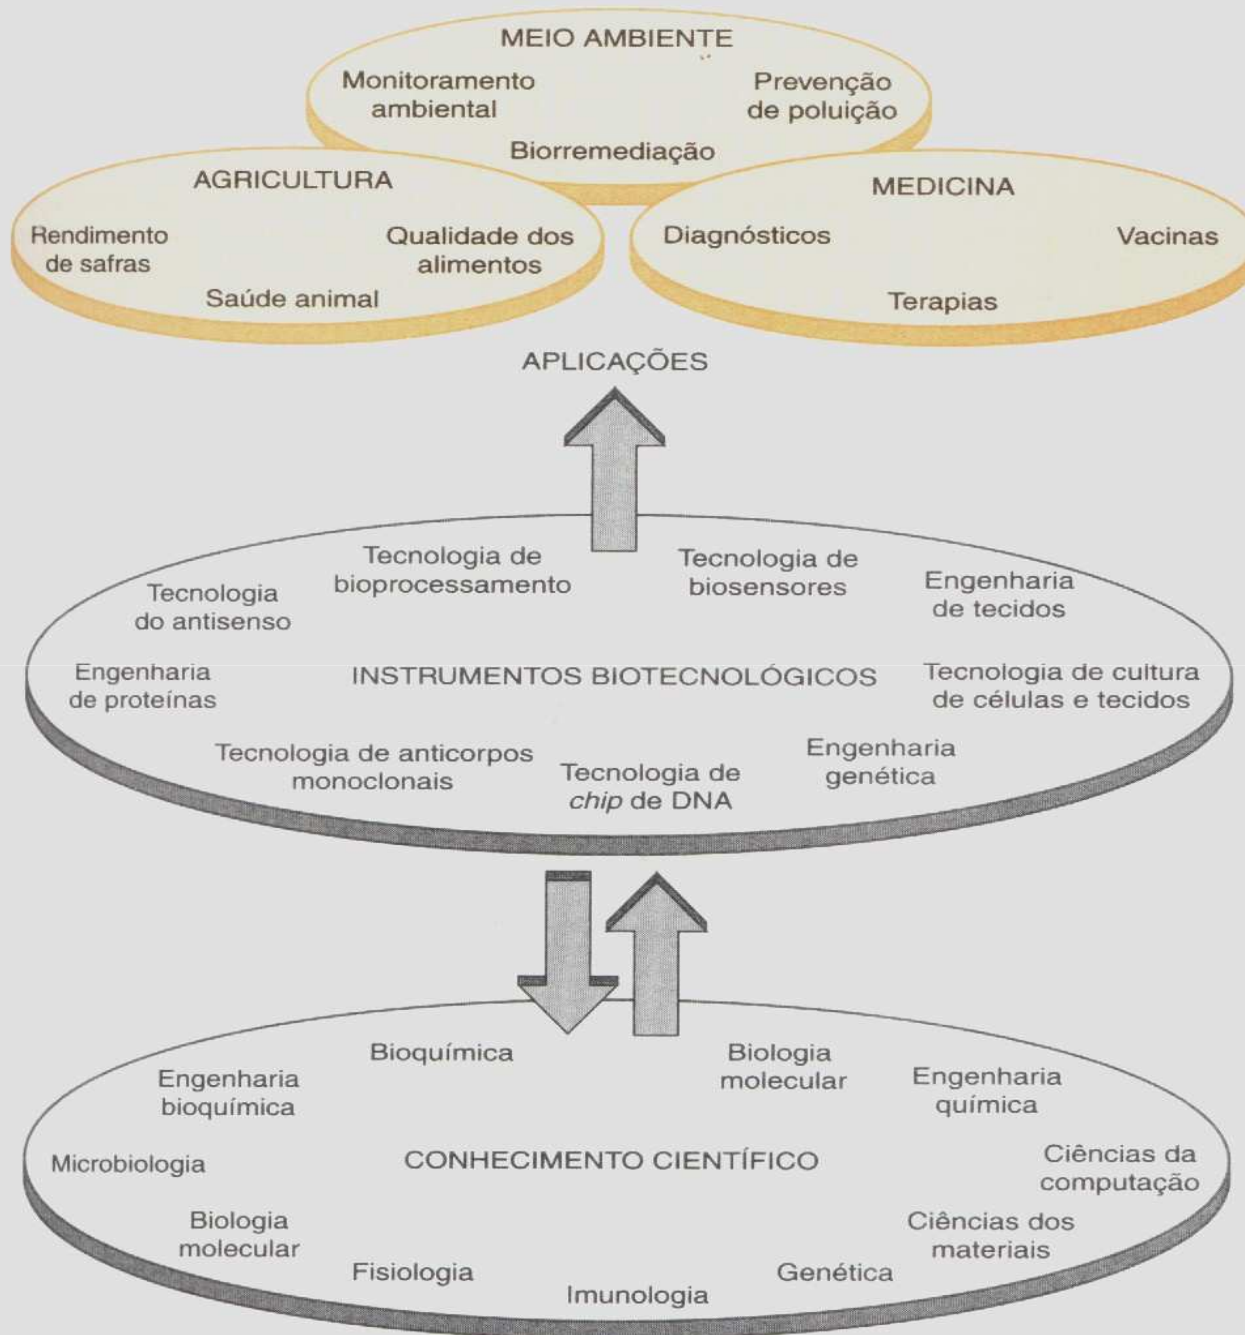 MEIO AMBIENTE
Monitoramento
ambiental
Prevenção
de poluição
Biorremediação
AGRICULTURA
Rendimento
de safras
Qualidade dos
alimentos
Saúde animal
MEDICINA
Diagnósticos
Vacinas
Terapias
APLICAÇÕES
Tecnologia de
bioprocessamento
Tecnologia de
biosensores
Tecnologia
do antisenso
Engenharia
de tecidos
Engenharia
de proteínas
INSTRUMENTOS BIOTECNOLÓGICOS
Tecnologia de cultura
de células e tecidos
Tecnologia de anticorpos
monoclonais
Tecnologia de
chip de DNA
Engenharia
genética
Bioquímica
Biologia
molecular
Engenharia
bioquímica
Engenharia
química
Microbiologia
CONHECIMENTO CIENTÍFICO
Ciências da
computação
Biologia
molecular
Ciências dos
materiais
Fisiologia
Imunologia
Genética